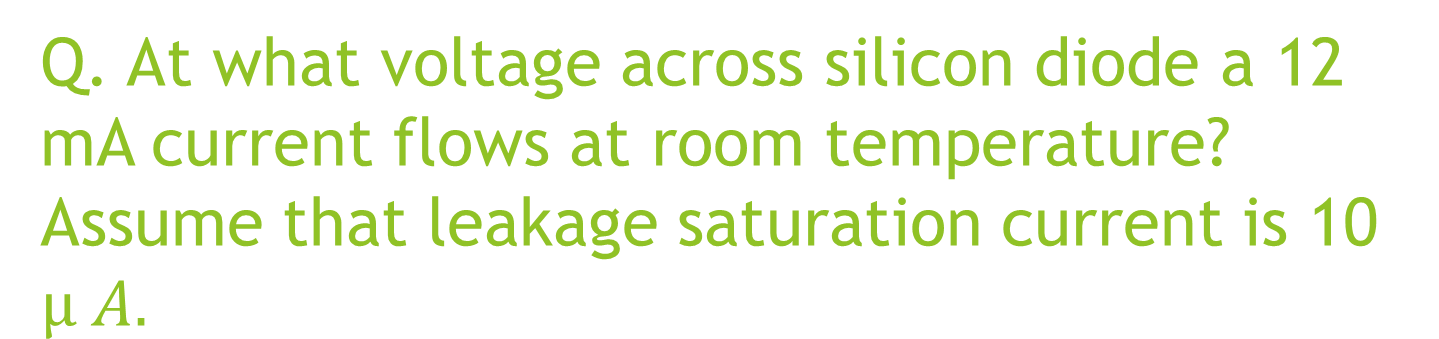 Q. At what voltage across silicon diode a 12
mA current flows at room temperature?
Assume that leakage saturation current is 10
μ A.